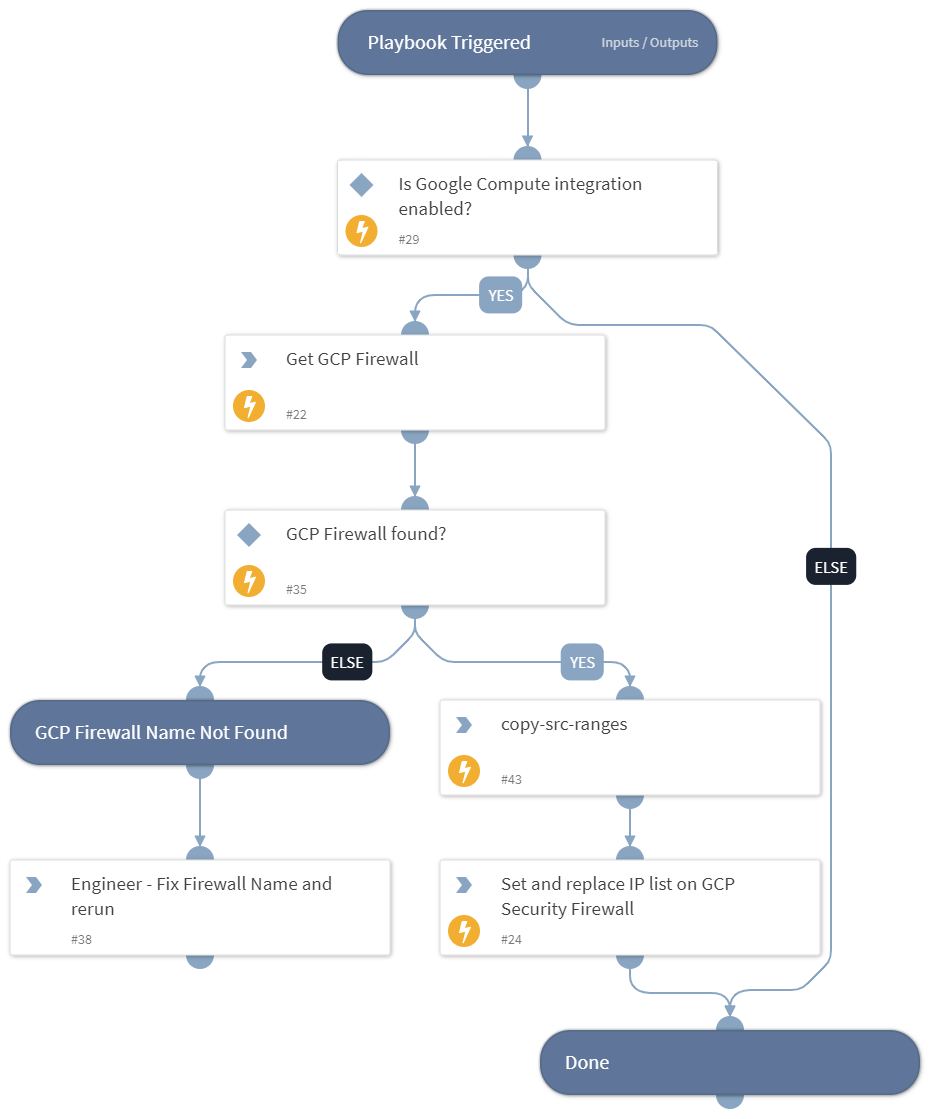 Playbook Triggered
Inputs / Outputs
Is Google Compute integration
enabled?
#29
YES
Get GCP Firewall
#22
GCP Firewall found?
#35
ELSE
ELSE
YES
GCP Firewall Name Not Found
copy-src-ranges
#43
Engineer - Fix Firewall Name and
rerun
#38
Set and replace IP list on GCP
Security Firewall
#24
Done